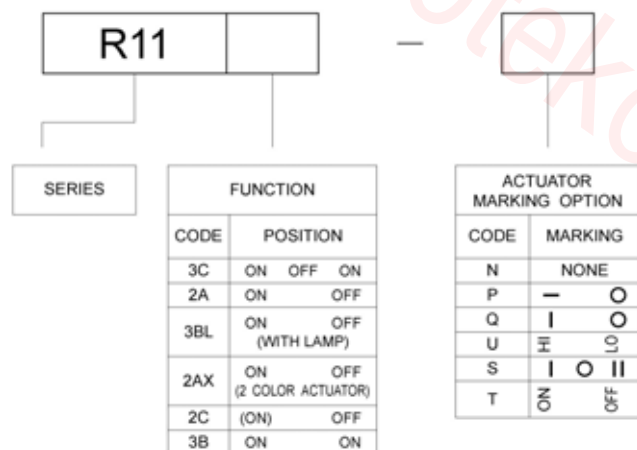 R11 —
SERIES
FUNCTION
CODE POSITION
3C ON OFF ON
2A ON OFF
3BL ON OFF
(WITH LAMP)
2AX ON OFF
(2 COLOR ACTUATOR)
2C (ON) OFF
3B ON ON
ACTUATOR
MARKING OPTION
CODE MARKING
N NONE
P — O
Q I O
U HI LO
S I O II
T ON OFF